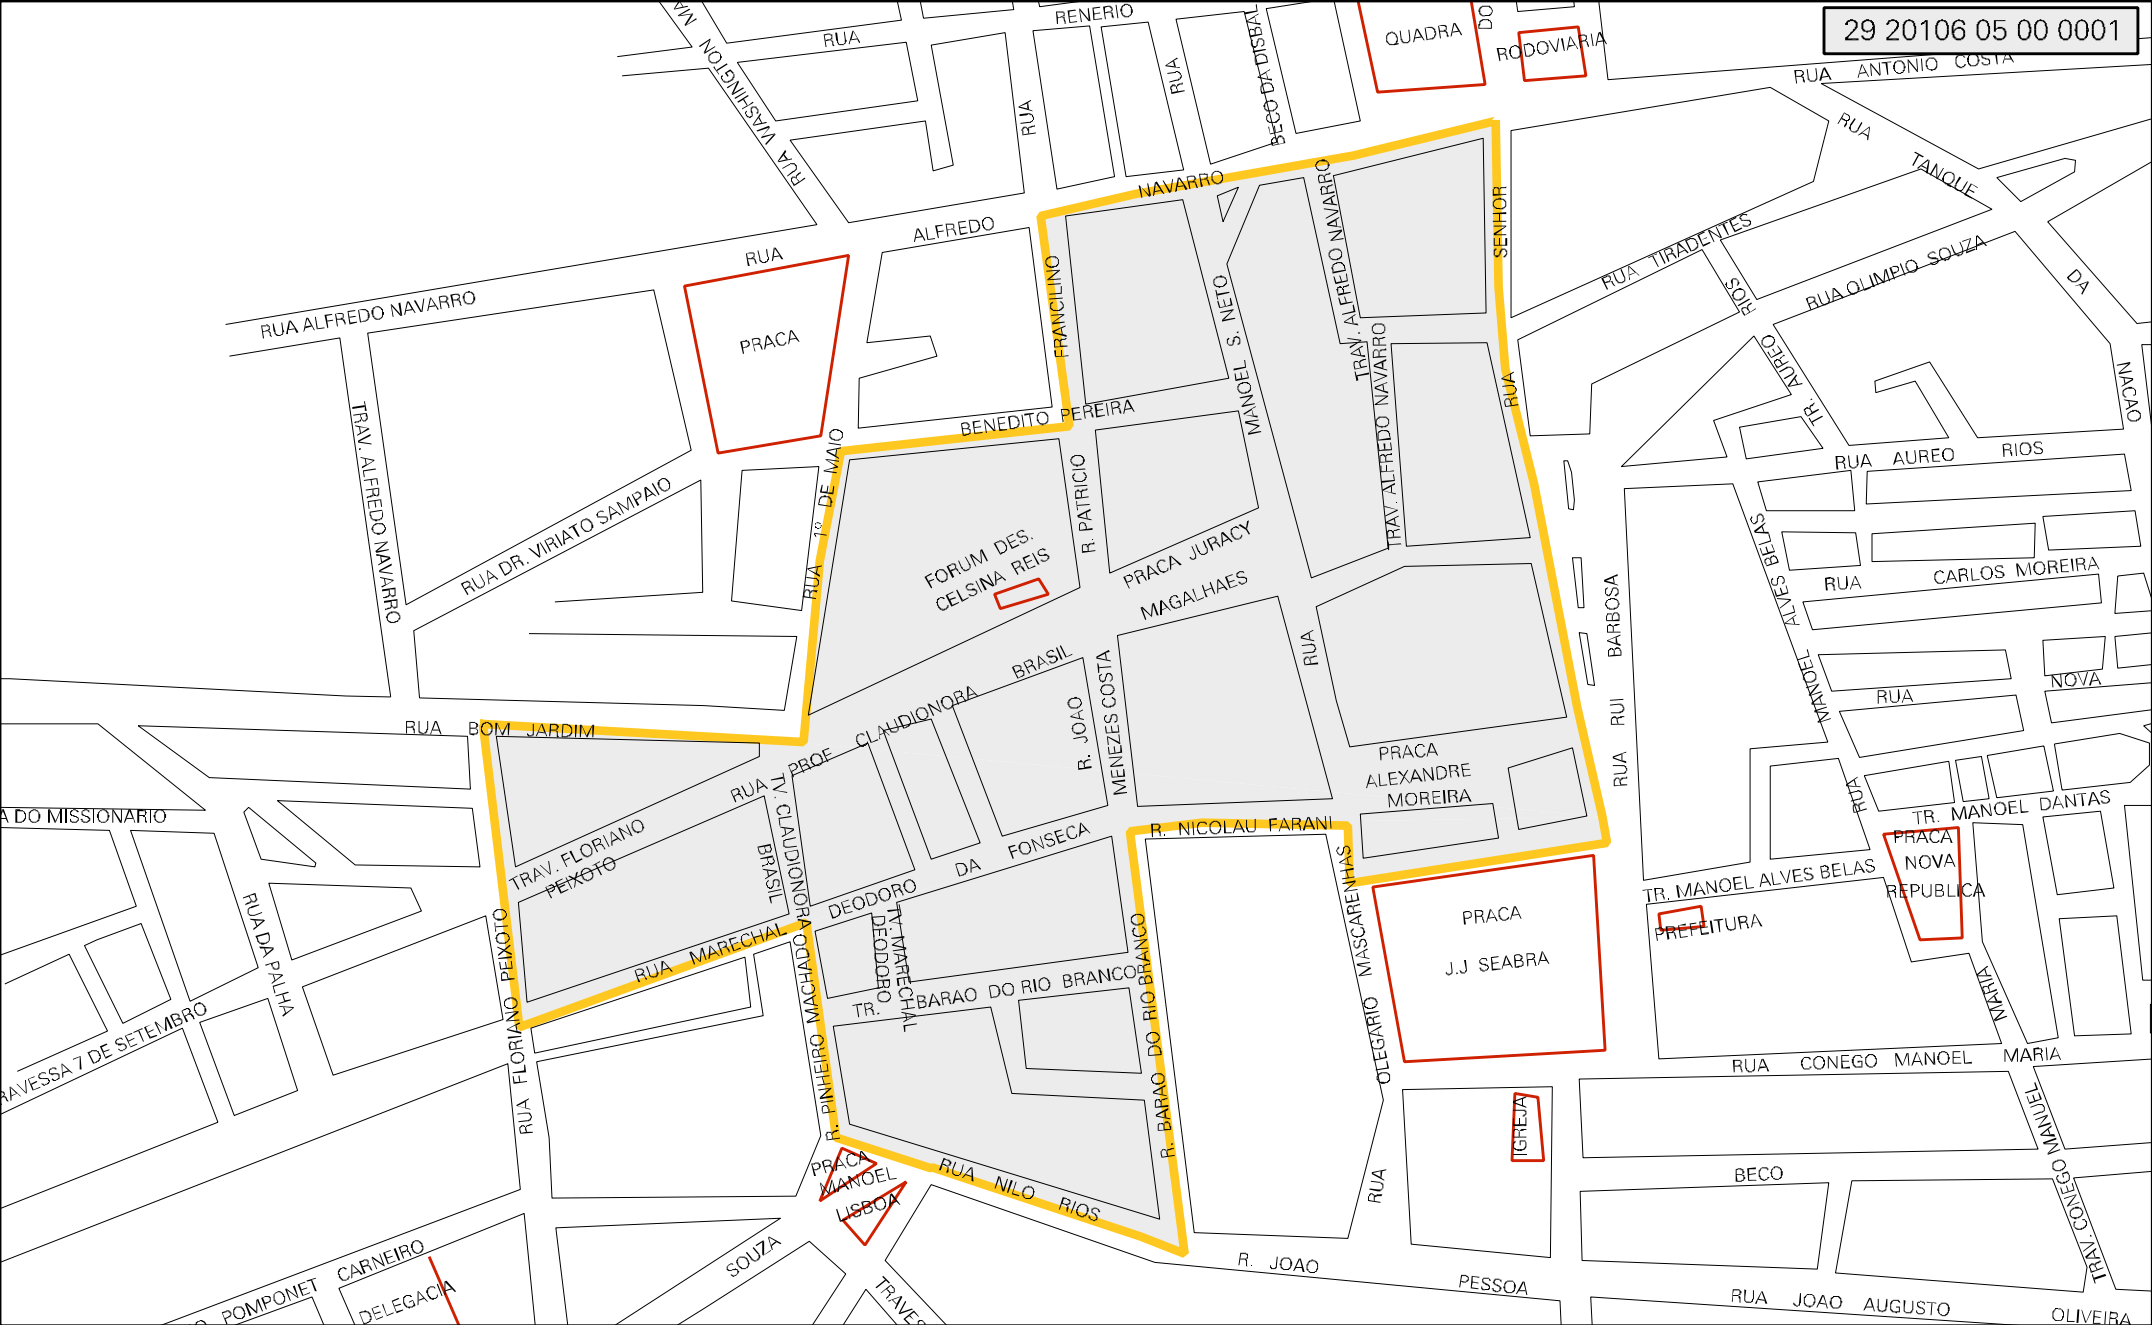 29 20106 05 00 0001
RUA
RENERIO
RUA WASHINGTON
RUA
RUA
BECO DA DISBAL
QUADRA
DO
RODOVIARIA
RUA ANTONIO COSTA
RUA
TANQUE
DA
NACAO
RUA ALFREDO NAVARRO
RUA
ALFREDO
NAVARRO
PRACA
FRANCILINO
TRAV. ALFREDO NAVARRO
TRAV. ALFREDO NAVARRO
TRAV. ALFREDO NAVARRO
MANOEL S. NETO
RUA
SENHOR
RUA
RUA TIRADENTES
RUA OLIMPIO SOUZA
TR. AUREO RIOS
RUA AUREO RIOS
BENEDITO PEREIRA
RUA 1º DE MAIO
RUA DR. VIRIATO SAMPAIO
R. PATRICIO
FORUM DES.
CELSINA REIS
PRACA JURACY
MAGALHAES
RUA RUI BARBOSA
RUA MANOEL ALVES BELAS
RUA CARLOS MOREIRA
RUA NOVA
RUA BOM JARDIM
RUA PROF CLAUDIONORA BRASIL
R. JOAO
MENEZES COSTA
PRACA
ALEXANDRE
MOREIRA
TR. MANOEL DANTAS
A DO MISSIONARIO
TRAV. FLORIANO
PEIXOTO
TV. CLAUDIONORA
BRASIL
R. NICOLAU FARANI
PRACA
NOVA
REPUBLICA
TR. MANOEL ALVES BELAS
PREFEITURA
RUA MARECHAL DEODORO DA FONSECA
TV. MARECHAL
DEODORO
RUA DA PALHA
RUA FLORIANO PEIXOTO
R. PINHEIRO MACHADO
TR. BARAO DO RIO BRANCO
R. BARAO DO RIO BRANCO
RUA OLEGARIO MASCARENHAS
PRACA
J.J SEABRA
MARIA
RAVESSA 7 DE SETEMBRO
RUA CONEGO MANOEL MARIA
IGREJA
BECO
TRAV. CONEGO MANUEL
PRACA
MANOEL
LISBOA
RUA NILO RIOS
POMPONET CARNEIRO
DELEGACIA
SOUZA
R. JOAO PESSOA
RUA JOAO AUGUSTO OLIVEIRA